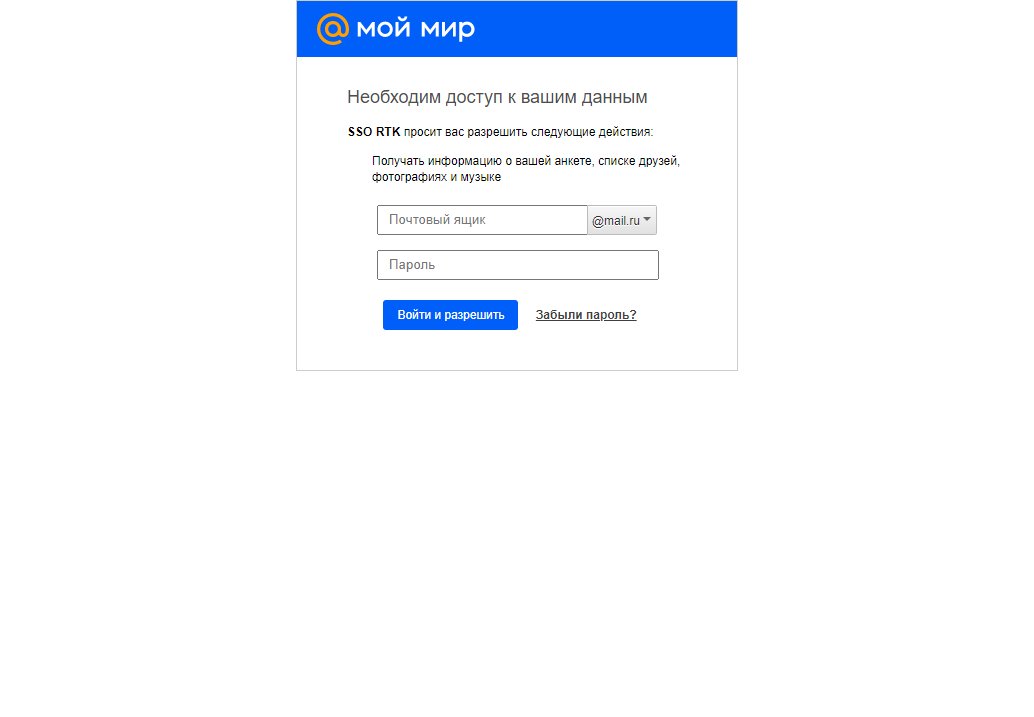 @ мой мир
Необходим доступ к вашим данным
SSO RTK просит вас разрешить следующие действия:
Получать информацию о вашей анкете, списке друзей,
фотографиях и музыке
Почтовый ящик @mail.ru
Пароль
Войти и разрешить Забыли пароль?